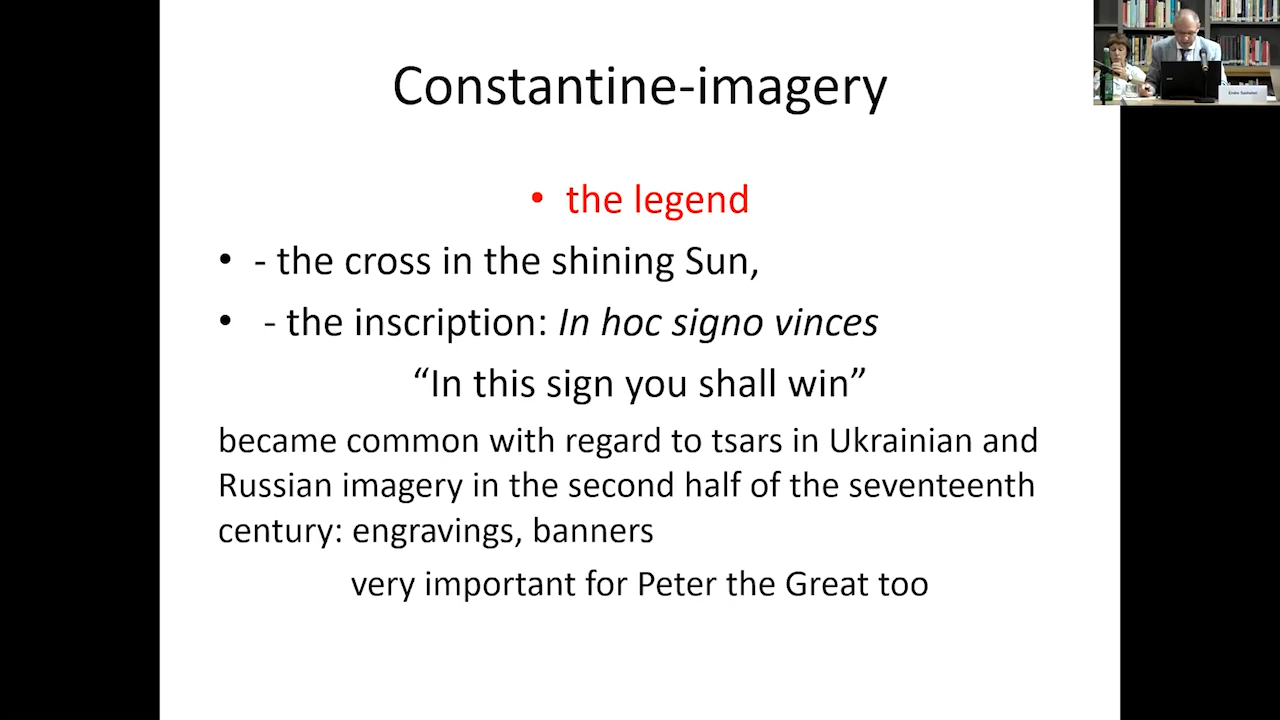 Constantine-imagery
• the legend
• - the cross in the shining Sun,
• - the inscription: In hoc signo vinces
“In this sign you shall win”
became common with regard to tsars in Ukrainian and
Russian imagery in the second half of the seventeenth
century: engravings, banners
very important for Peter the Great too